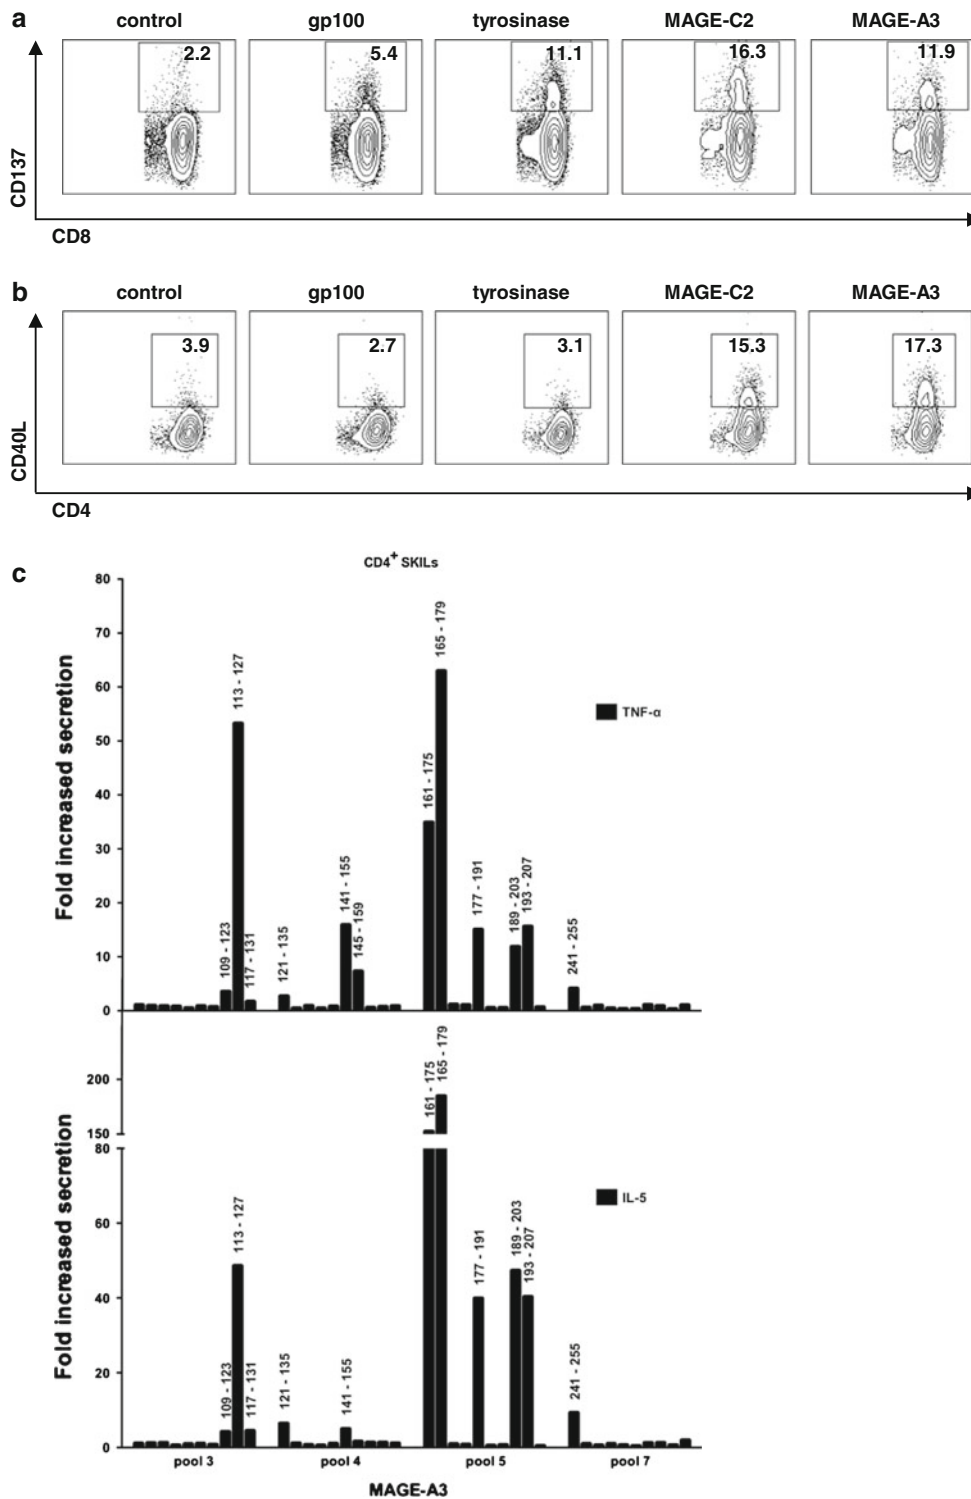 a
control gp100 tyrosinase MAGE-C2 MAGE-A3
2.2 5.4 11.1 16.3 11.9
CD137
CD8
b
control gp100 tyrosinase MAGE-C2 MAGE-A3
3.9 2.7 3.1 15.3 17.3
CD40L
CD4
c
CD4+ SKILs
Fold increased secretion
80
70
60
50
40
30
20
10
0
109 - 123
113 - 127
117 - 131
121 - 135
141 - 155
145 - 159
161 - 175
165 - 179
177 - 191
189 - 203
193 - 207
241 - 255
TNF-α
Fold increased secretion
200
150
80
60
40
20
0
109 - 123
113 - 127
117 - 131
121 - 135
141 - 155
161 - 175
165 - 179
177 - 191
189 - 203
193 - 207
241 - 255
IL-5
pool 3 pool 4 pool 5 pool 7
MAGE-A3